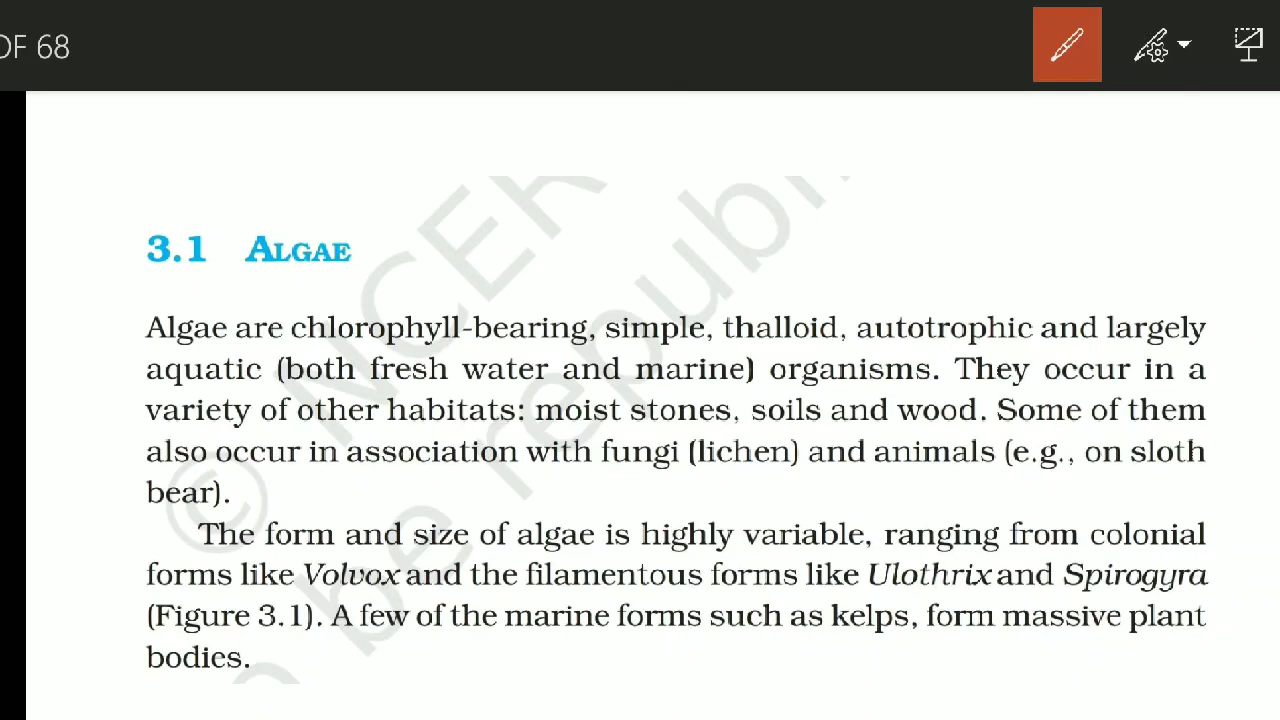 OF 68
3.1 ALGAE
Algae are chlorophyll-bearing, simple, thalloid, autotrophic and largely
aquatic (both fresh water and marine) organisms. They occur in a
variety of other habitats: moist stones, soils and wood. Some of them
also occur in association with fungi (lichen) and animals (e.g., on sloth
bear).
The form and size of algae is highly variable, ranging from colonial
forms like Volvox and the filamentous forms like Ulothrix and Spirogyra
(Figure 3.1). A few of the marine forms such as kelps, form massive plant
bodies.
© NCER
be republi